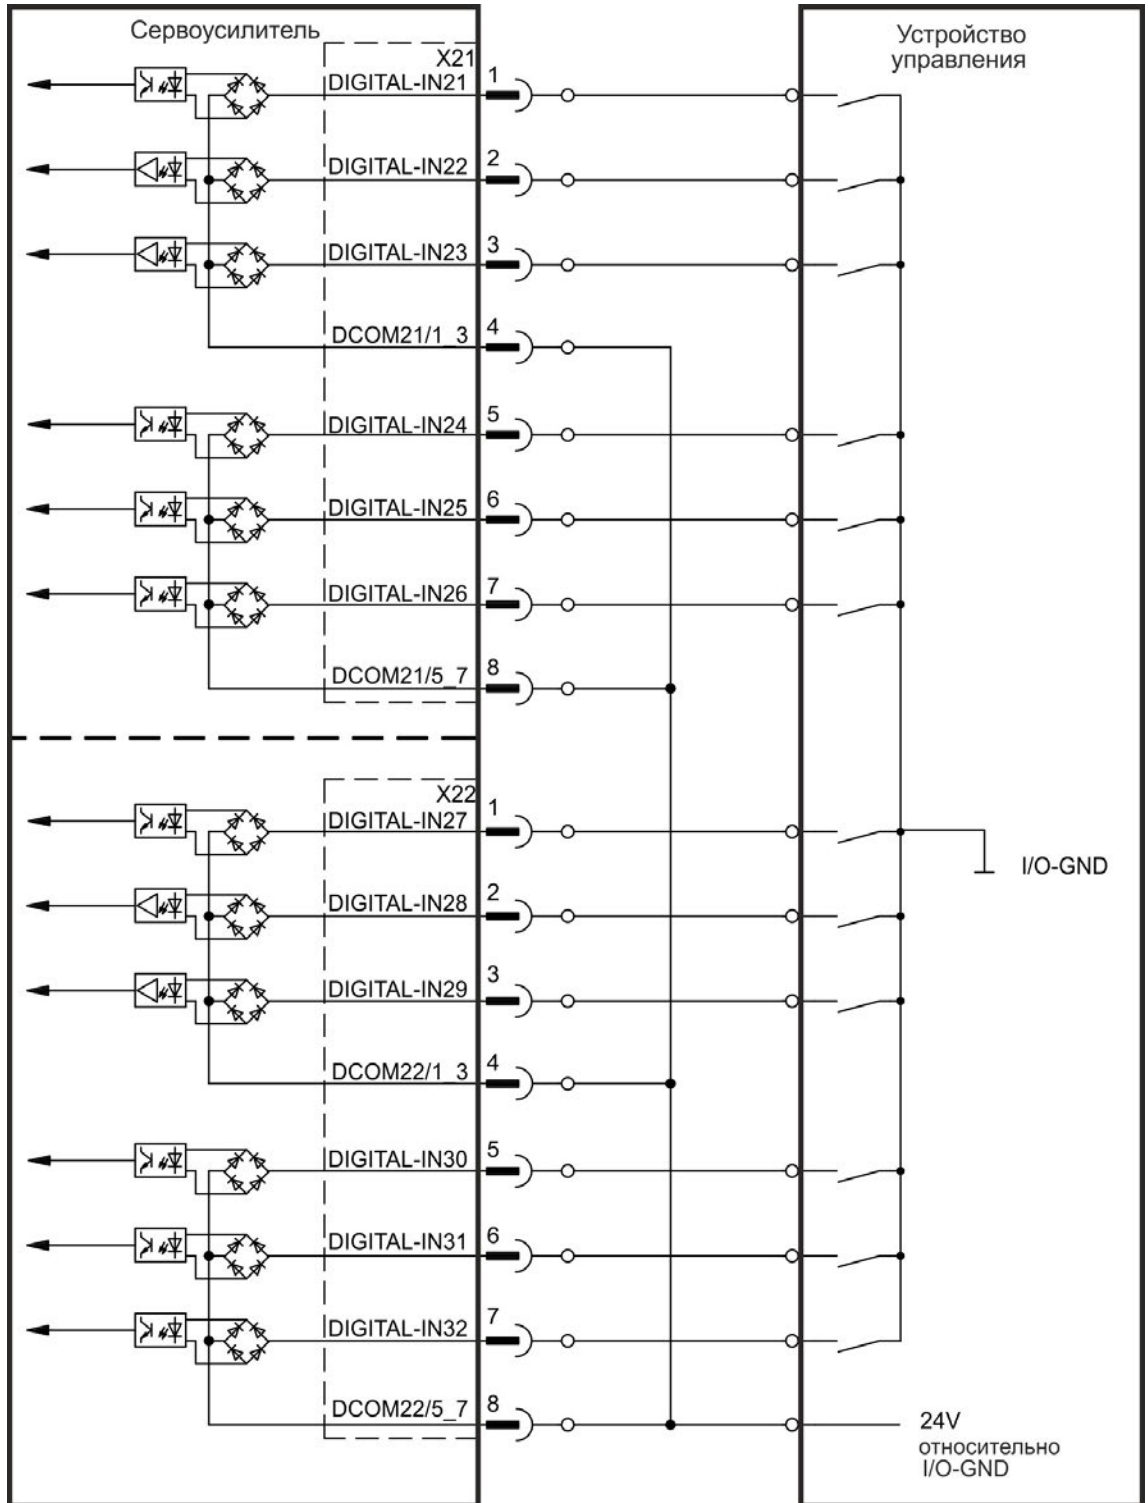 Сервоусилитель
Устройство
управления
X21
DIGITAL-IN21 1
DIGITAL-IN22 2
DIGITAL-IN23 3
DCOM21/1_3 4
DIGITAL-IN24 5
DIGITAL-IN25 6
DIGITAL-IN26 7
DCOM21/5_7 8
X22
DIGITAL-IN27 1
I/O-GND
DIGITAL-IN28 2
DIGITAL-IN29 3
DCOM22/1_3 4
DIGITAL-IN30 5
DIGITAL-IN31 6
DIGITAL-IN32 7
DCOM22/5_7 8
24V
относительно
I/O-GND